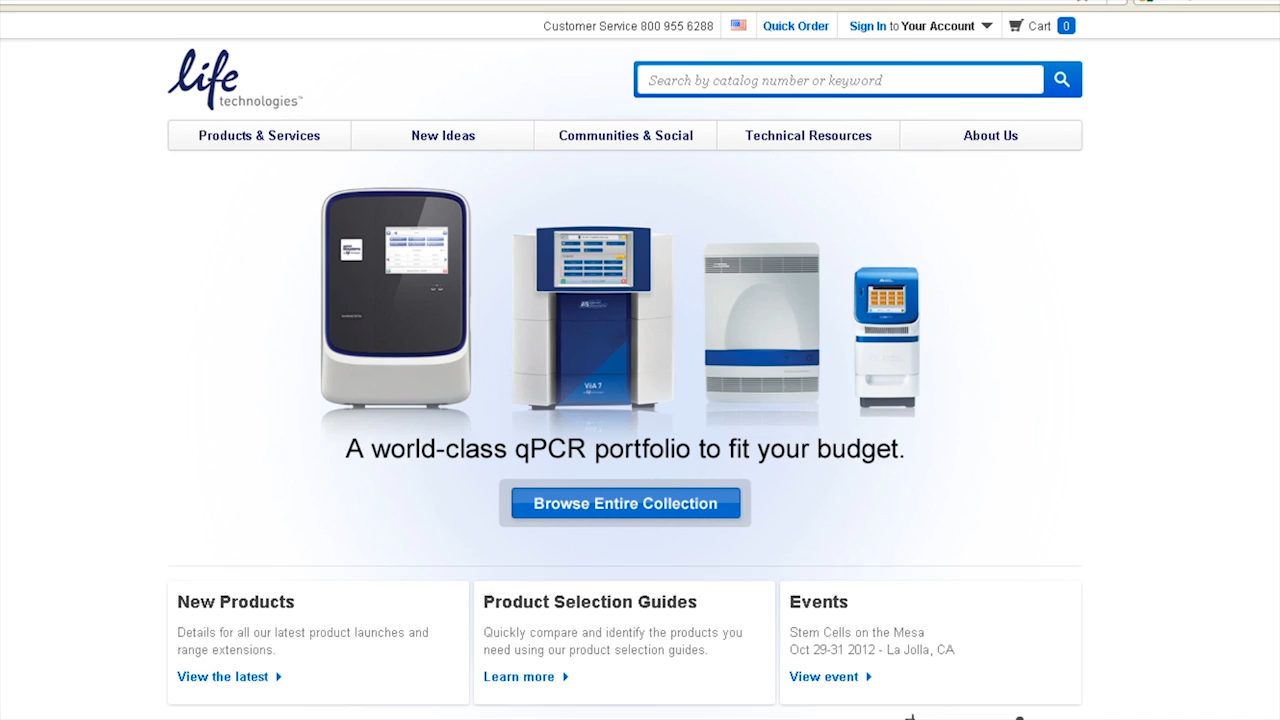 Customer Service 800 955 6288
Quick Order
Sign In to Your Account
Cart 0
life
technologies™
Search by catalog number or keyword
Products & Services
New Ideas
Communities & Social
Technical Resources
About Us
ViiA 7
A world-class qPCR portfolio to fit your budget.
Browse Entire Collection
New Products
Details for all our latest product launches and
range extensions.
View the latest
Product Selection Guides
Quickly compare and identify the products you
need using our product selection guides.
Learn more
Events
Stem Cells on the Mesa
Oct 29-31 2012 - La Jolla, CA
View event